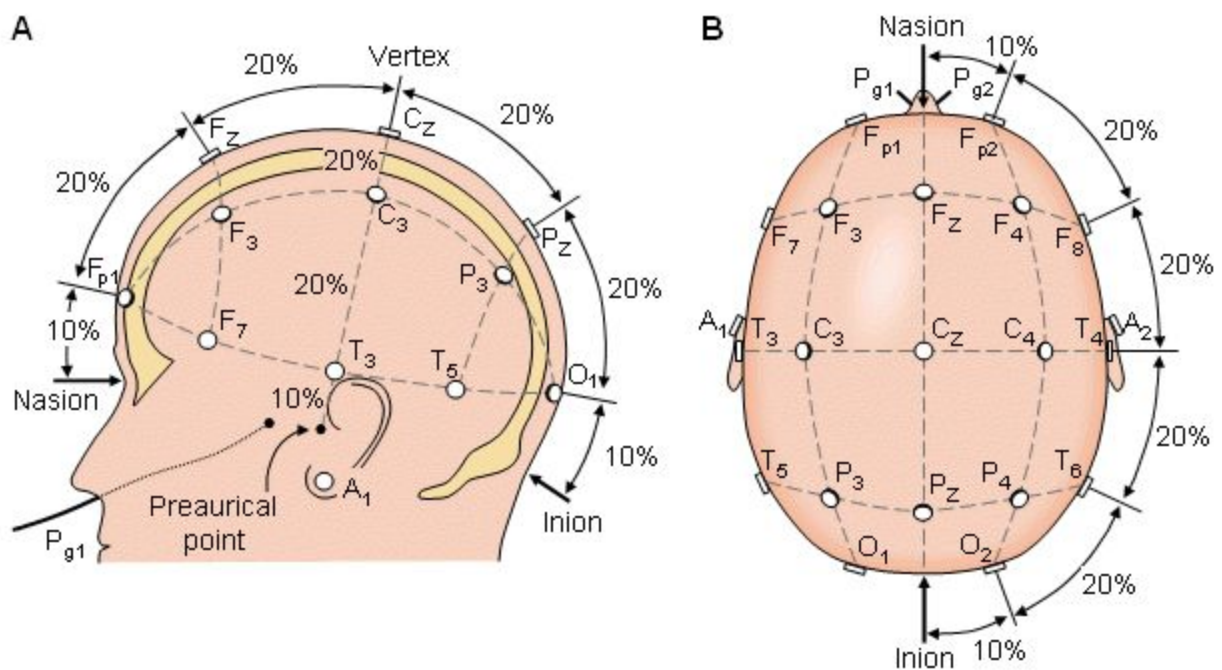 A
B
Vertex
20%
20%
Fz
Cz
20%
20%
F3
C3
Pz
Fp1
P3
20%
20%
10%
F7
T3
T5
O1
Nasion
10%
10%
A1
Preaurical
point
Inion
Pg1
Nasion
10%
Pg1
Pg2
Fp1
Fp2
20%
F7
F3
Fz
F4
F8
20%
A1
T3
C3
Cz
C4
T4
A2
20%
T5
P3
Pz
P4
T6
O1
O2
20%
10%
Inion